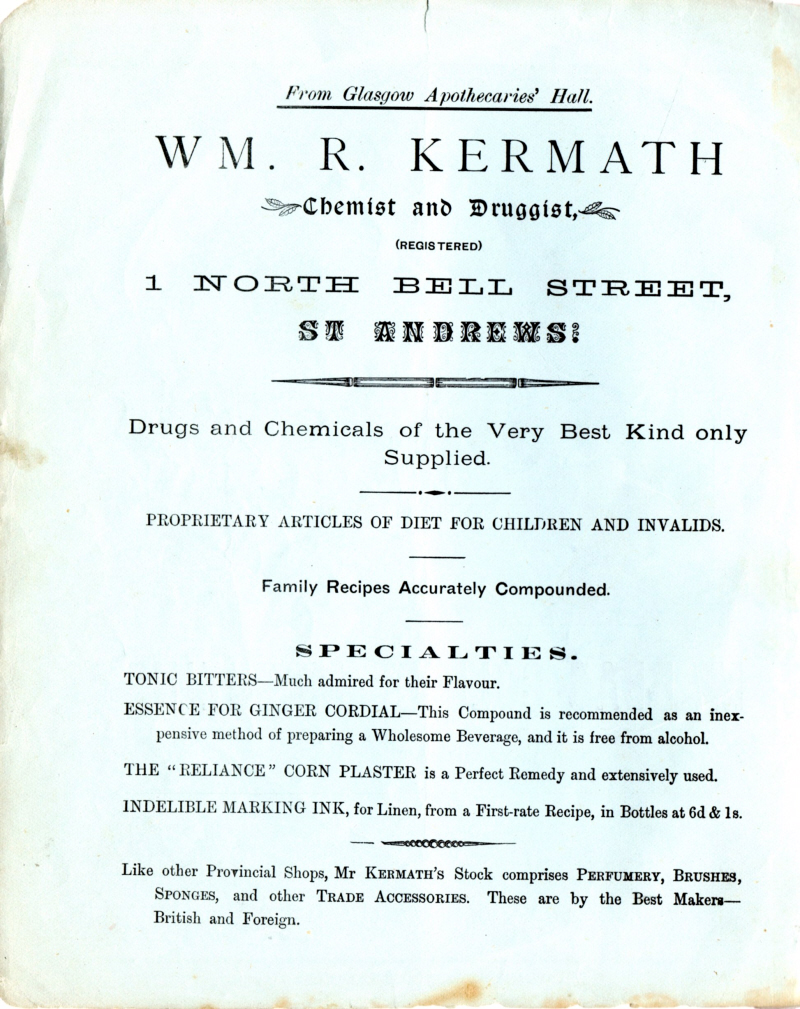 From Glasgow Apothecaries' Hall.
WM. R. KERMATH
Chemist and Druggist,
(REGISTERED)
1 NORTH BELL STREET,
ST ANDREWS:
Drugs and Chemicals of the Very Best Kind only
Supplied.
PROPRIETARY ARTICLES OF DIET FOR CHILDREN AND INVALIDS.
Family Recipes Accurately Compounded.
SPECIALTIES.
TONIC BITTERS—Much admired for their Flavour.
ESSENCE FOR GINGER CORDIAL—This Compound is recommended as an inex-
pensive method of preparing a Wholesome Beverage, and it is free from alcohol.
THE "RELIANCE" CORN PLASTER is a Perfect Remedy and extensively used.
INDELIBLE MARKING INK, for Linen, from a First-rate Recipe, in Bottles at 6d & 1s.
Like other Provincial Shops, Mr KERMATH'S Stock comprises PERFUMERY, BRUSHES,
SPONGES, and other TRADE ACCESSORIES. These are by the Best Makers—
British and Foreign.